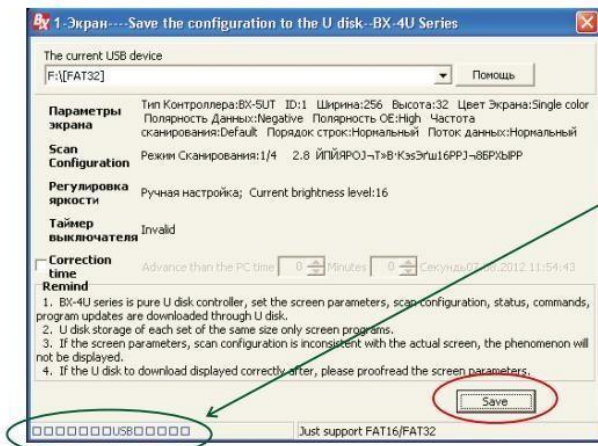 1-Экран----Save the configuration to the U disk--BX-4U Series
The current USB device
F:\[FAT32]
Помощь
Параметры экрана
Тип Контроллера:BX-5UT ID:1 Ширина:256 Высота:32 Цвет Экрана:Single color
Полярность Данных:Negative Полярность OE:High Частота
сканирования:Default Порядок строк:Нормальный Поток данных:Нормальный
Scan Configuration
Режим Сканирования:1/4 2.8
Регулировка яркости
Ручная настройка; Current brightness level:16
Таймер выключателя
Invalid
Correction time
Advance than the PC time 0 Minutes 0 Секунды 2012 11:54:43
Remind
1. BX-4U series is pure U disk controller, set the screen parameters, scan configuration, status, commands,
program updates are downloaded through U disk.
2. U disk storage of each set of the same size only screen programs.
3. If the screen parameters, scan configuration is inconsistent with the actual screen, the phenomenon will
not be displayed.
4. If the U disk to download displayed correctly after, please proofread the screen parameters.
Save
□□□□□□□USB□□□□□
Just support FAT16/FAT32